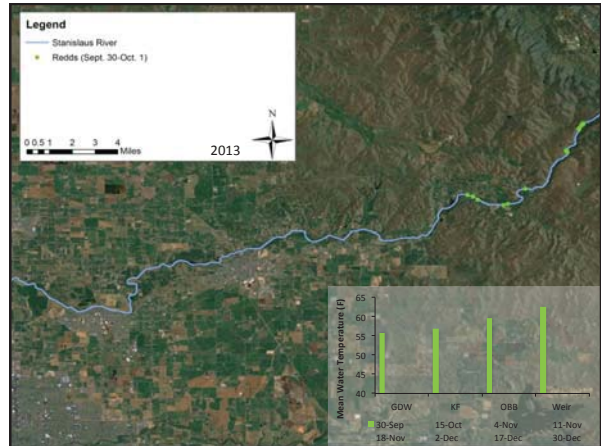 Legend
Stanislaus River
Redds (Sept. 30-Oct. 1)
N
0 0.5 1 2 3 4
Miles
2013
Mean Water Temperature (F)
65
60
55
50
45
40
GDW KF OBB Weir
30-Sep 15-Oct 4-Nov 11-Nov
18-Nov 2-Dec 17-Dec 30-Dec